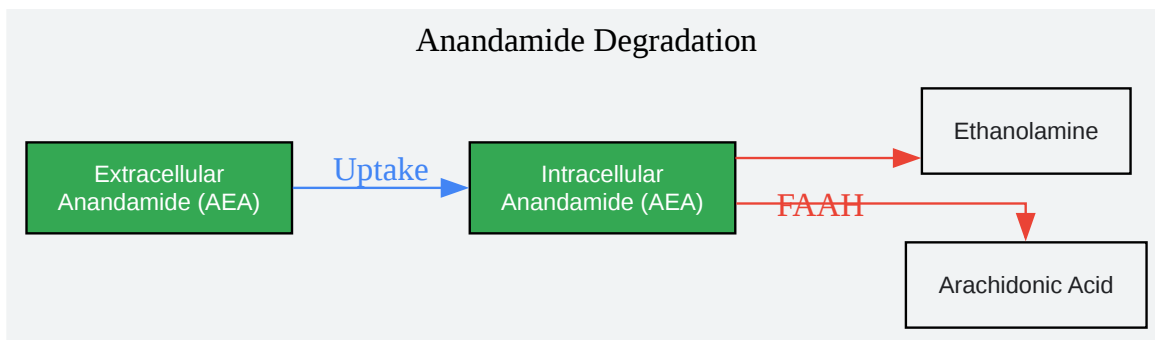 Anandamide Degradation
Extracellular
Anandamide (AEA)
Uptake
Intracellular
Anandamide (AEA)
FAAH
Ethanolamine
Arachidonic Acid